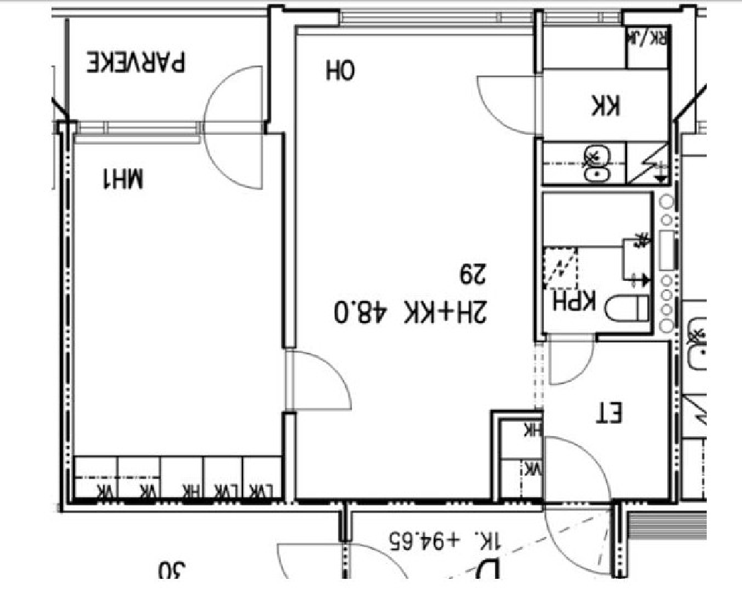 D
30
1K. +94.65
LVK LVK HK VK VK
VK
HK
ET
2H+KK 48.0
29
KPH
MH1
KK
OH
PARVEKE
RK/JK